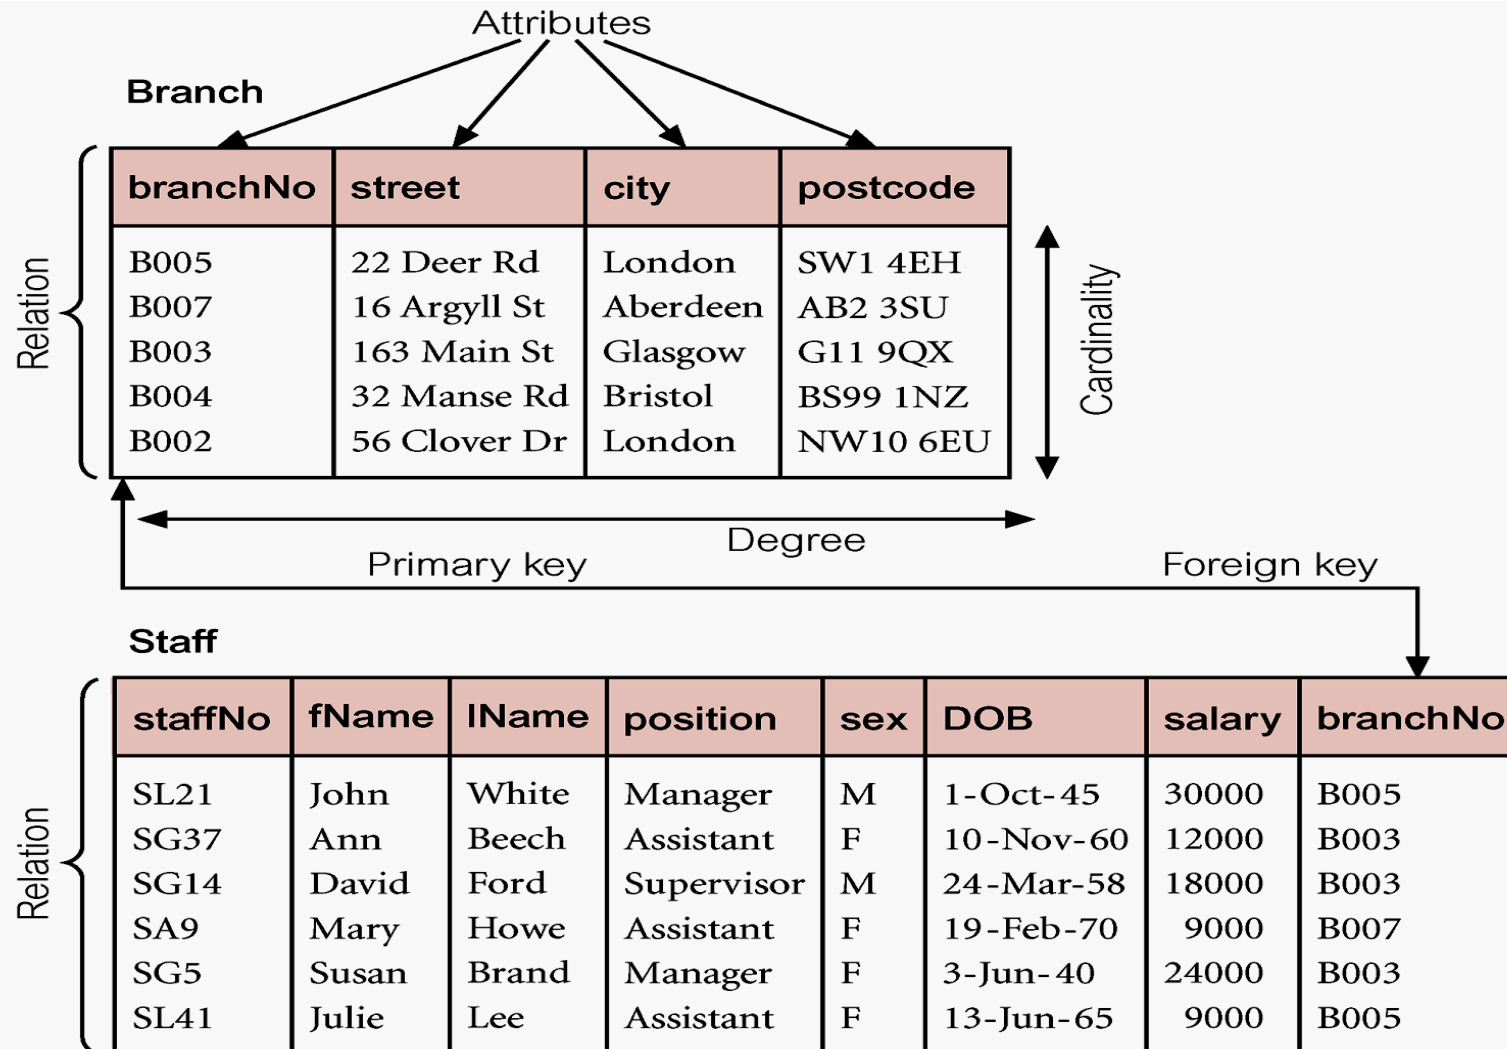 Attributes
Branch
branchNo street city postcode
B005 22 Deer Rd London SW1 4EH
B007 16 Argyll St Aberdeen AB2 3SU
B003 163 Main St Glasgow G11 9QX
B004 32 Manse Rd Bristol BS99 1NZ
B002 56 Clover Dr London NW10 6EU
Relation
Cardinality
Degree
Primary key Foreign key
Staff
staffNo fName lName position sex DOB salary branchNo
SL21 John White Manager M 1-Oct-45 30000 B005
SG37 Ann Beech Assistant F 10-Nov-60 12000 B003
SG14 David Ford Supervisor M 24-Mar-58 18000 B003
SA9 Mary Howe Assistant F 19-Feb-70 9000 B007
SG5 Susan Brand Manager F 3-Jun-40 24000 B003
SL41 Julie Lee Assistant F 13-Jun-65 9000 B005
Relation